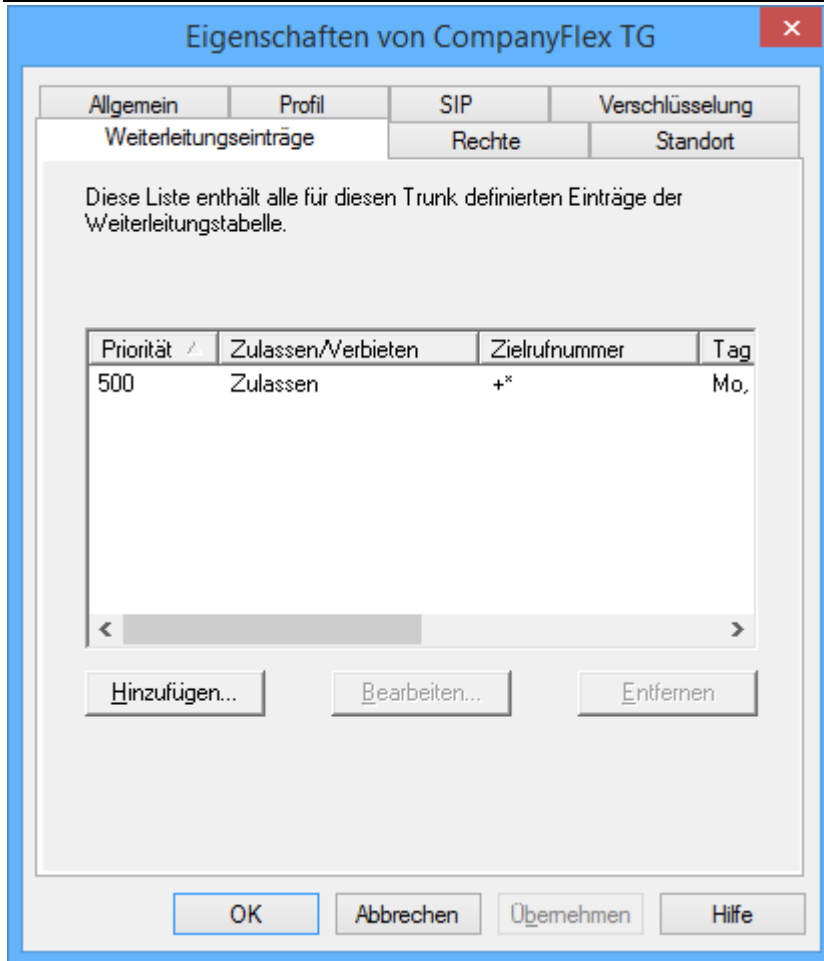 Eigenschaften von CompanyFlex TG
Allgemein Profil SIP Verschlüsselung
Weiterleitungseinträge Rechte Standort
Diese Liste enthält alle für diesen Trunk definierten Einträge der
Weiterleitungstabelle.
Priorität Zulassen/Verbieten Zielrufnummer Tag
500 Zulassen +* Mo,
Hinzufügen... Bearbeiten... Entfernen
OK Abbrechen Übernehmen Hilfe